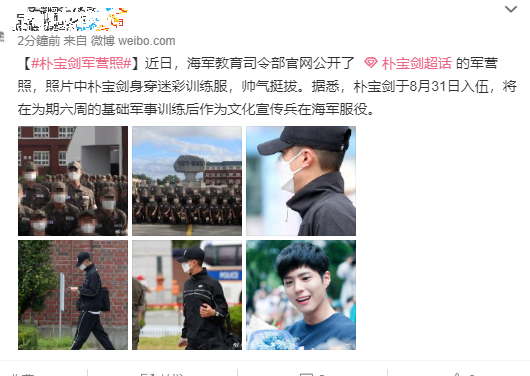 2分鐘前 来自 微博 weibo.com
【#朴宝剑军营照#】近日，海军教育司令部官网公开了 朴宝剑超话 的军营
照，照片中朴宝剑身穿迷彩训练服，帅气挺拔。据悉，朴宝剑于8月31日入伍，将
在为期六周的基础军事训练后作为文化宣传兵在海军服役。